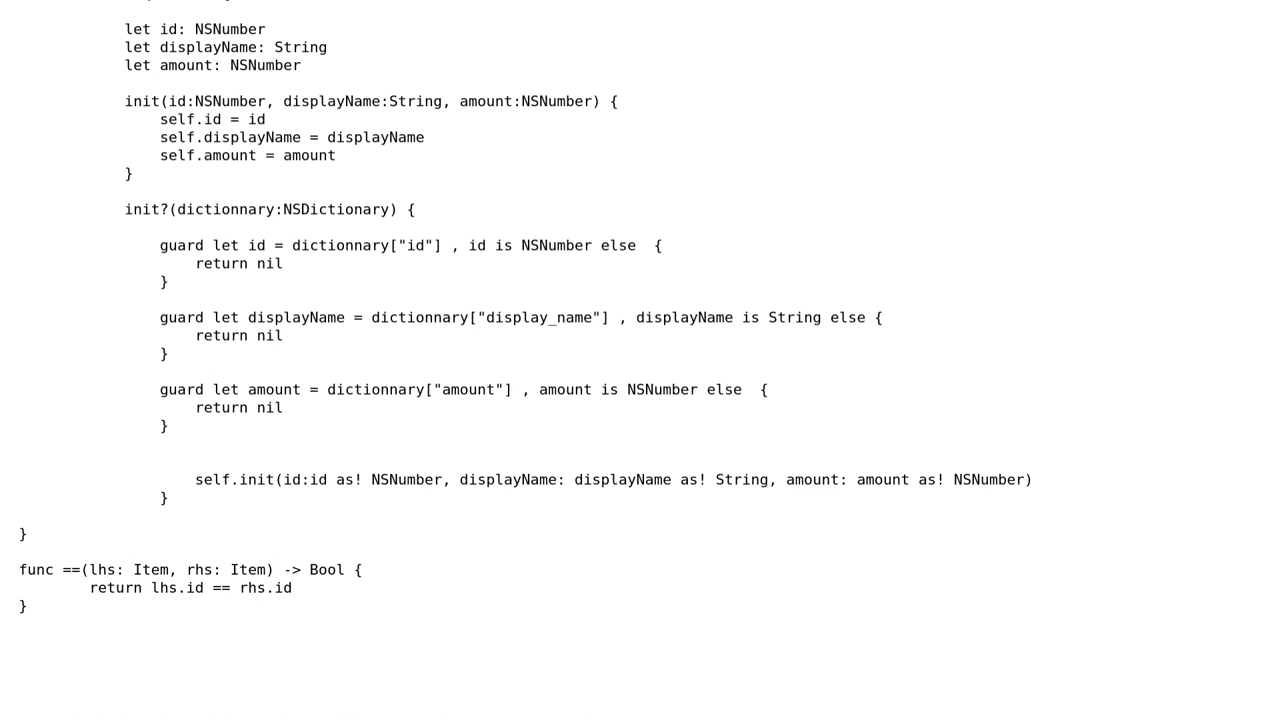 let id: NSNumber
let displayName: String
let amount: NSNumber
init(id:NSNumber, displayName:String, amount:NSNumber) {
self.id = id
self.displayName = displayName
self.amount = amount
}
init?(dictionnary:NSDictionary) {
guard let id = dictionnary["id"] , id is NSNumber else  {
return nil
}
guard let displayName = dictionnary["display_name"] , displayName is String else {
return nil
}
guard let amount = dictionnary["amount"] , amount is NSNumber else  {
return nil
}
self.init(id:id as! NSNumber, displayName: displayName as! String, amount: amount as! NSNumber)
}
}
func ==(lhs: Item, rhs: Item) -> Bool {
return lhs.id == rhs.id
}